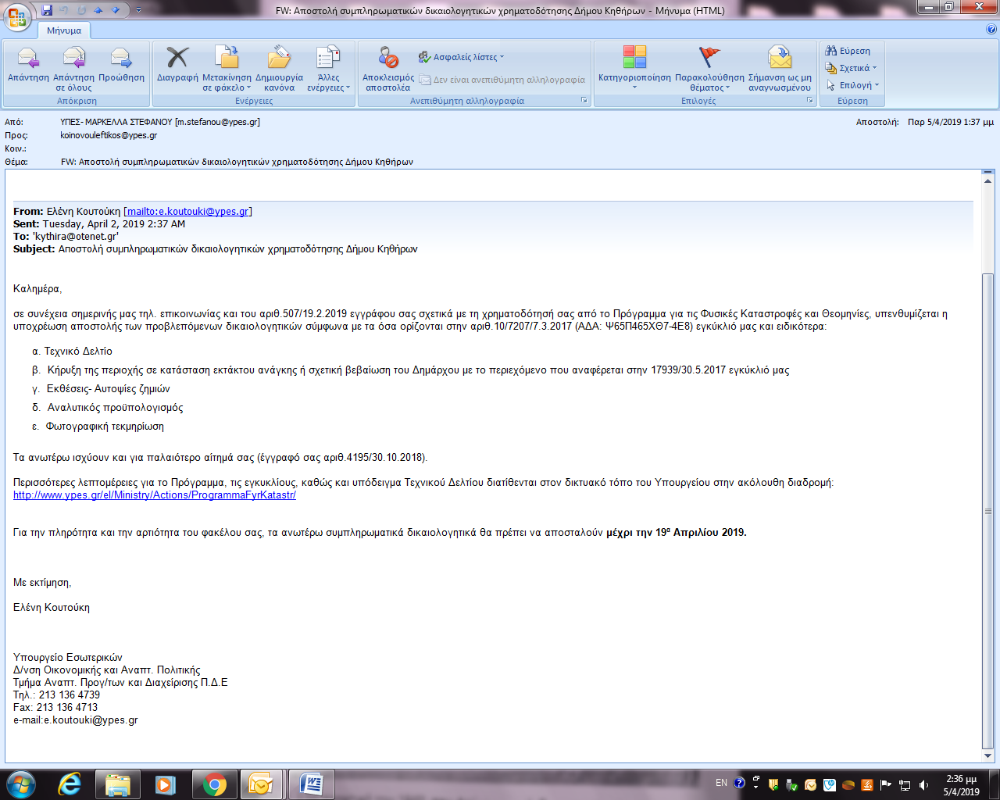 FW: Αποστολή συμπληρωματικών δικαιολογητικών χρηματοδότησης Δήμου Κηθήρων - Μήνυμα (HTML)
Μήνυμα
Απάντηση
Απάντηση σε όλους
Προώθηση
Απόκριση
Διαγραφή
Μετακίνηση σε φάκελο
Δημιουργία κανόνα
Άλλες ενέργειες
Ενέργειες
Αποκλεισμός αποστολέα
Ασφαλείς λίστες
Δεν είναι ανεπιθύμητη αλληλογραφία
Ανεπιθύμητη αλληλογραφία
Κατηγοριοποίηση
Παρακολούθηση θέματος
Σήμανση ως μη αναγνωσμένου
Επιλογές
Εύρεση
Σχετικά
Επιλογή
Εύρεση
Από: ΥΠΕΣ- ΜΑΡΚΕΛΛΑ ΣΤΕΦΑΝΟΥ [m.stefanou@ypes.gr]
Αποστολή: Παρ 5/4/2019 1:37 μμ
Προς: koinovouleftikos@ypes.gr
Κοιν.:
Θέμα: FW: Αποστολή συμπληρωματικών δικαιολογητικών χρηματοδότησης Δήμου Κηθήρων
From: Ελένη Κουτούκη [mailto:e.koutouki@ypes.gr]
Sent: Tuesday, April 2, 2019 2:37 AM
To: 'kythira@otenet.gr'
Subject: Αποστολή συμπληρωματικών δικαιολογητικών χρηματοδότησης Δήμου Κηθήρων
Καλημέρα,
σε συνέχεια σημερινής μας τηλ. επικοινωνίας και του αριθ.507/19.2.2019 εγγράφου σας σχετικά με τη χρηματοδότησή σας από το Πρόγραμμα για τις Φυσικές Καταστροφές και Θεομηνίες, υπενθυμίζεται η
υποχρέωση αποστολής των προβλεπόμενων δικαιολογητικών σύμφωνα με τα όσα ορίζονται στην αριθ.10/7207/7.3.2017 (ΑΔΑ: Ψ65Π465ΧΘ7-4Ε8) εγκύκλιό μας και ειδικότερα:
α. Τεχνικό Δελτίο
β. Κήρυξη της περιοχής σε κατάσταση εκτάκτου ανάγκης ή σχετική βεβαίωση του Δημάρχου με το περιεχόμενο που αναφέρεται στην 17939/30.5.2017 εγκύκλιό μας
γ. Εκθέσεις- Αυτοψίες ζημιών
δ. Αναλυτικός προϋπολογισμός
ε. Φωτογραφική τεκμηρίωση
Τα ανωτέρω ισχύουν και για παλαιότερο αίτημά σας (έγγραφό σας αριθ.4195/30.10.2018).
Περισσότερες λεπτομέρειες για το Πρόγραμμα, τις εγκυκλίους, καθώς και υπόδειγμα Τεχνικού Δελτίου διατίθενται στον δικτυακό τόπο του Υπουργείου στην ακόλουθη διαδρομή:
http://www.ypes.gr/el/Ministry/Actions/ProgrammaFyrKatastr/
Για την πληρότητα και την αρτιότητα του φακέλου σας, τα ανωτέρω συμπληρωματικά δικαιολογητικά θα πρέπει να αποσταλούν μέχρι την 19α Απριλίου 2019.
Με εκτίμηση,
Ελένη Κουτούκη
Υπουργείο Εσωτερικών
Δ/νση Οικονομικής και Αναπτ. Πολιτικής
Τμήμα Αναπτ. Προγ/των και Διαχείρισης Π.Δ.Ε
Τηλ.: 213 136 4739
Fax: 213 136 4713
e-mail:e.koutouki@ypes.gr
EN
2:36 μμ
5/4/2019